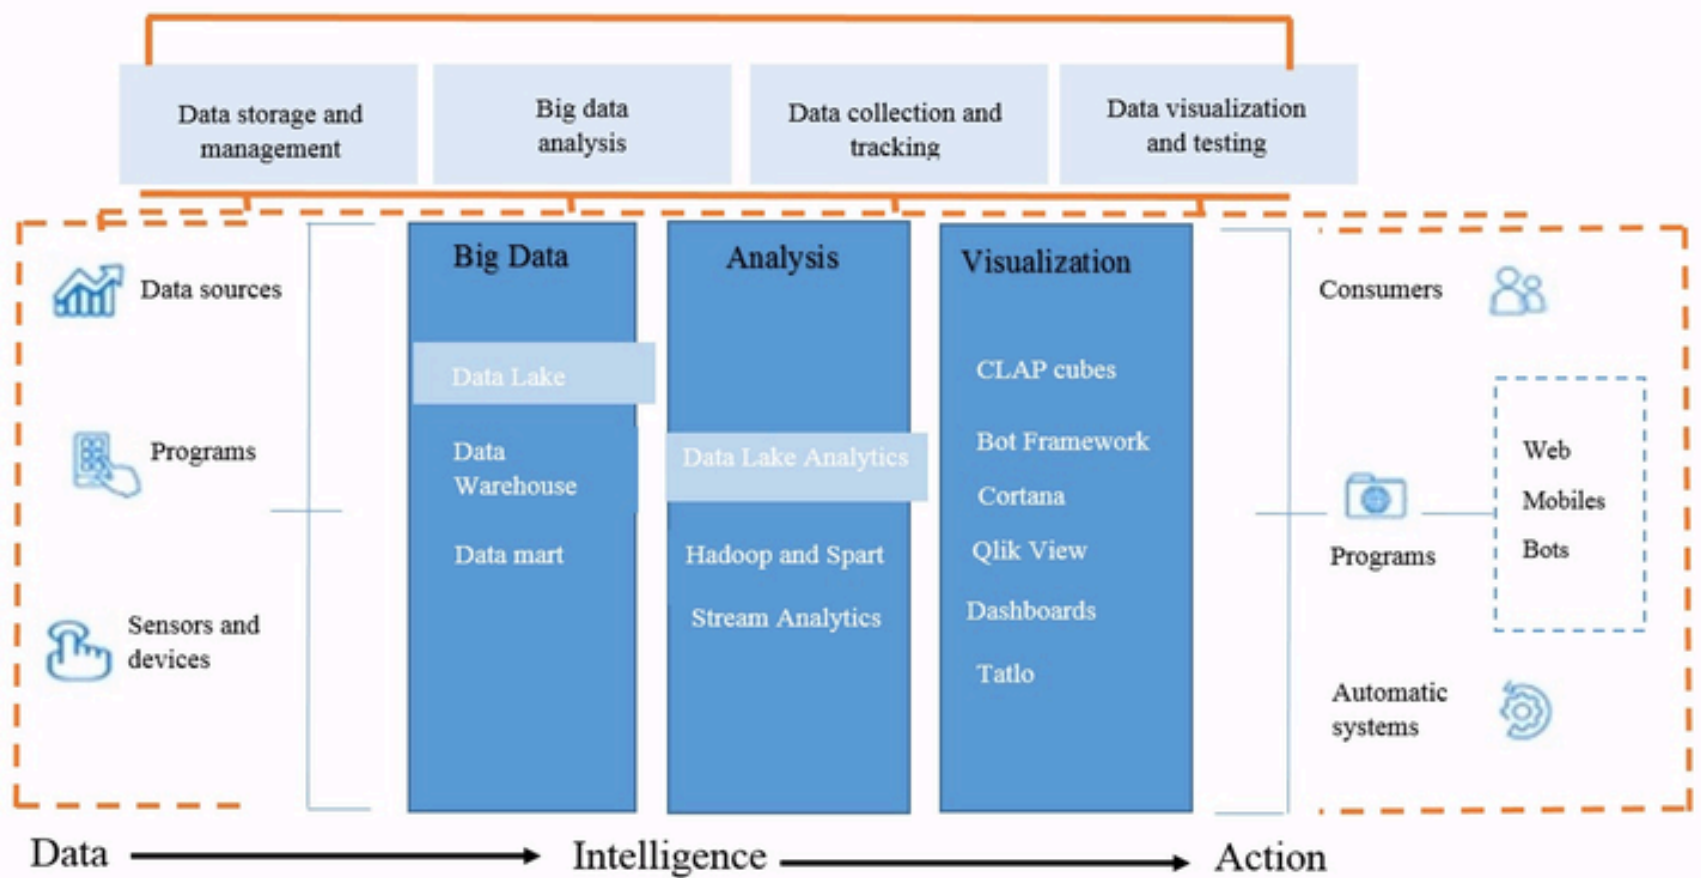 Data storage and
management
Big data
analysis
Data collection and
tracking
Data visualization
and testing
Data sources
Programs
Sensors and
devices
Big Data
Data Lake
Data
Warehouse
Data mart
Analysis
Data Lake Analytics
Hadoop and Spart
Stream Analytics
Visualization
CLAP cubes
Bot Framework
Cortana
Qlik View
Dashboards
Tatlo
Consumers
Programs
Web
Mobiles
Bots
Automatic
systems
Data
Intelligence
Action